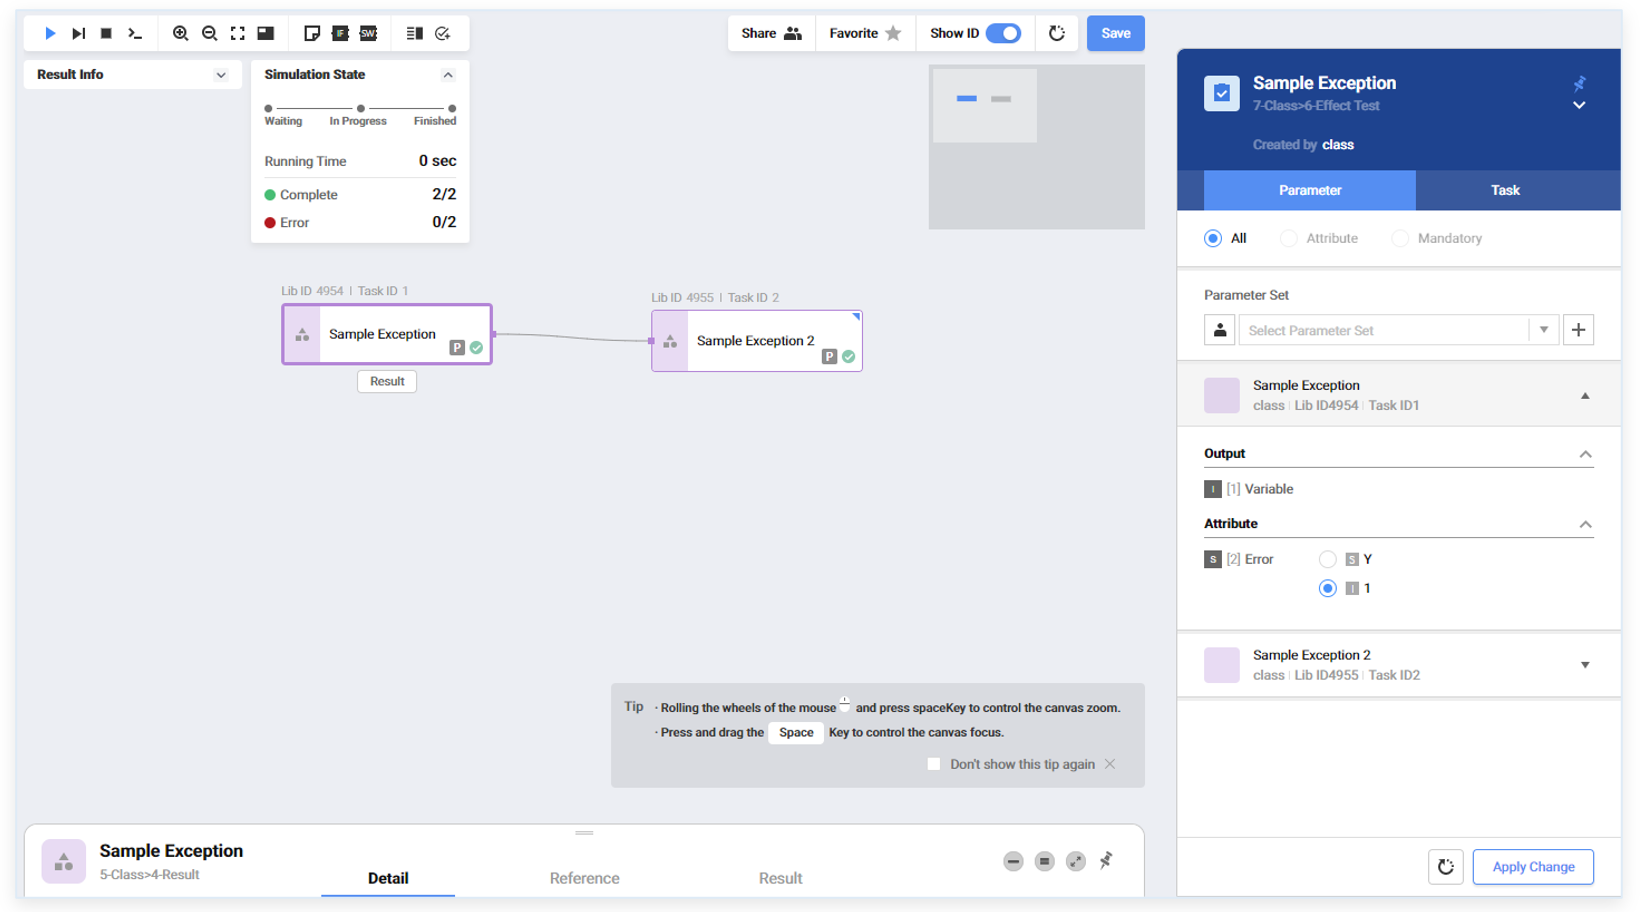 IF
SW
Share
Favorite
Show ID
Save
Result Info
Simulation State
Waiting
In Progress
Finished
Running Time
0 sec
Complete
2/2
Error
0/2
Lib ID 4954 | Task ID 1
Sample Exception
P
Result
Lib ID 4955 | Task ID 2
Sample Exception 2
P
Tip
· Rolling the wheels of the mouse and press spaceKey to control the canvas zoom.
· Press and drag the Space Key to control the canvas focus.
Don't show this tip again
Sample Exception
5-Class>4-Result
Detail
Reference
Result
Sample Exception
7-Class>6-Effect Test
Created by class
Parameter
Task
All
Attribute
Mandatory
Parameter Set
Select Parameter Set
Sample Exception
class | Lib ID4954 | Task ID1
Output
I [1] Variable
Attribute
S [2] Error
S Y
I 1
Sample Exception 2
class | Lib ID4955 | Task ID2
Apply Change